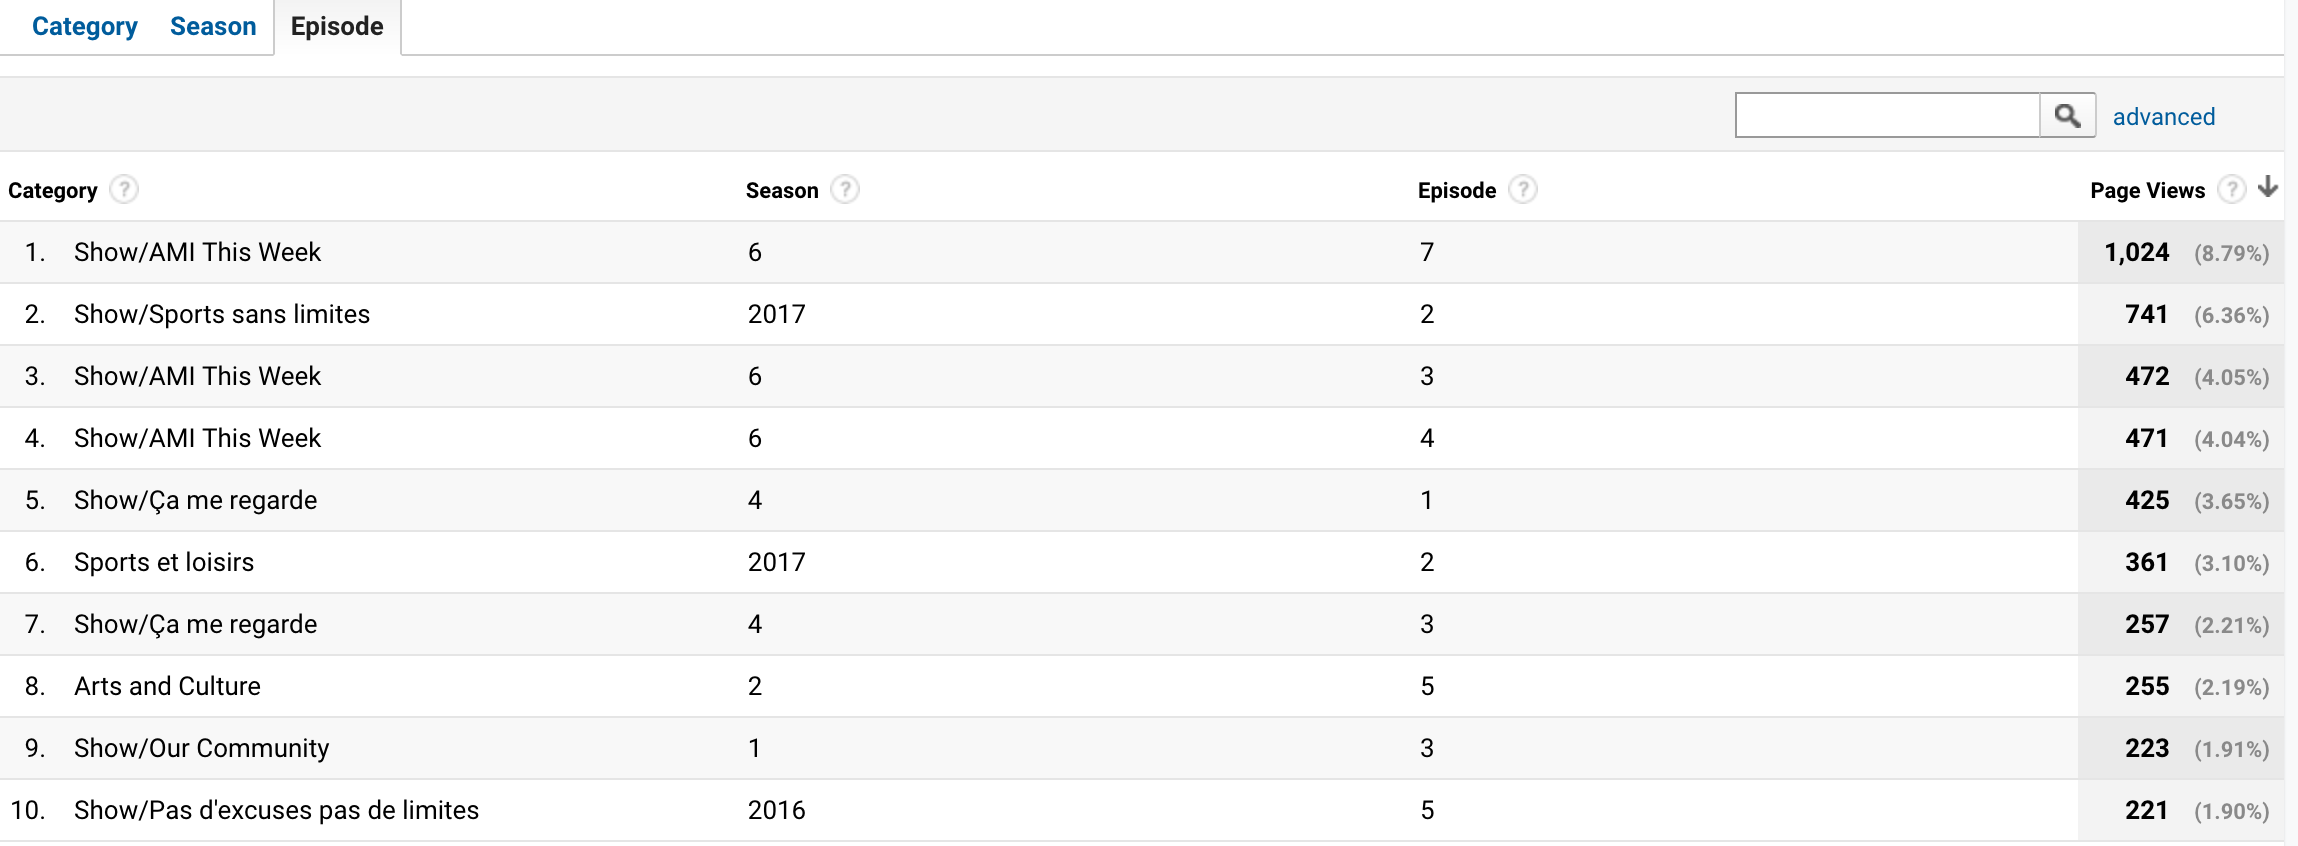 Category Season Episode
advanced
Category ? Season ? Episode ? Page Views ?
1. Show/AMI This Week 6 7 1,024 (8.79%)
2. Show/Sports sans limites 2017 2 741 (6.36%)
3. Show/AMI This Week 6 3 472 (4.05%)
4. Show/AMI This Week 6 4 471 (4.04%)
5. Show/Ça me regarde 4 1 425 (3.65%)
6. Sports et loisirs 2017 2 361 (3.10%)
7. Show/Ça me regarde 4 3 257 (2.21%)
8. Arts and Culture 2 5 255 (2.19%)
9. Show/Our Community 1 3 223 (1.91%)
10. Show/Pas d'excuses pas de limites 2016 5 221 (1.90%)